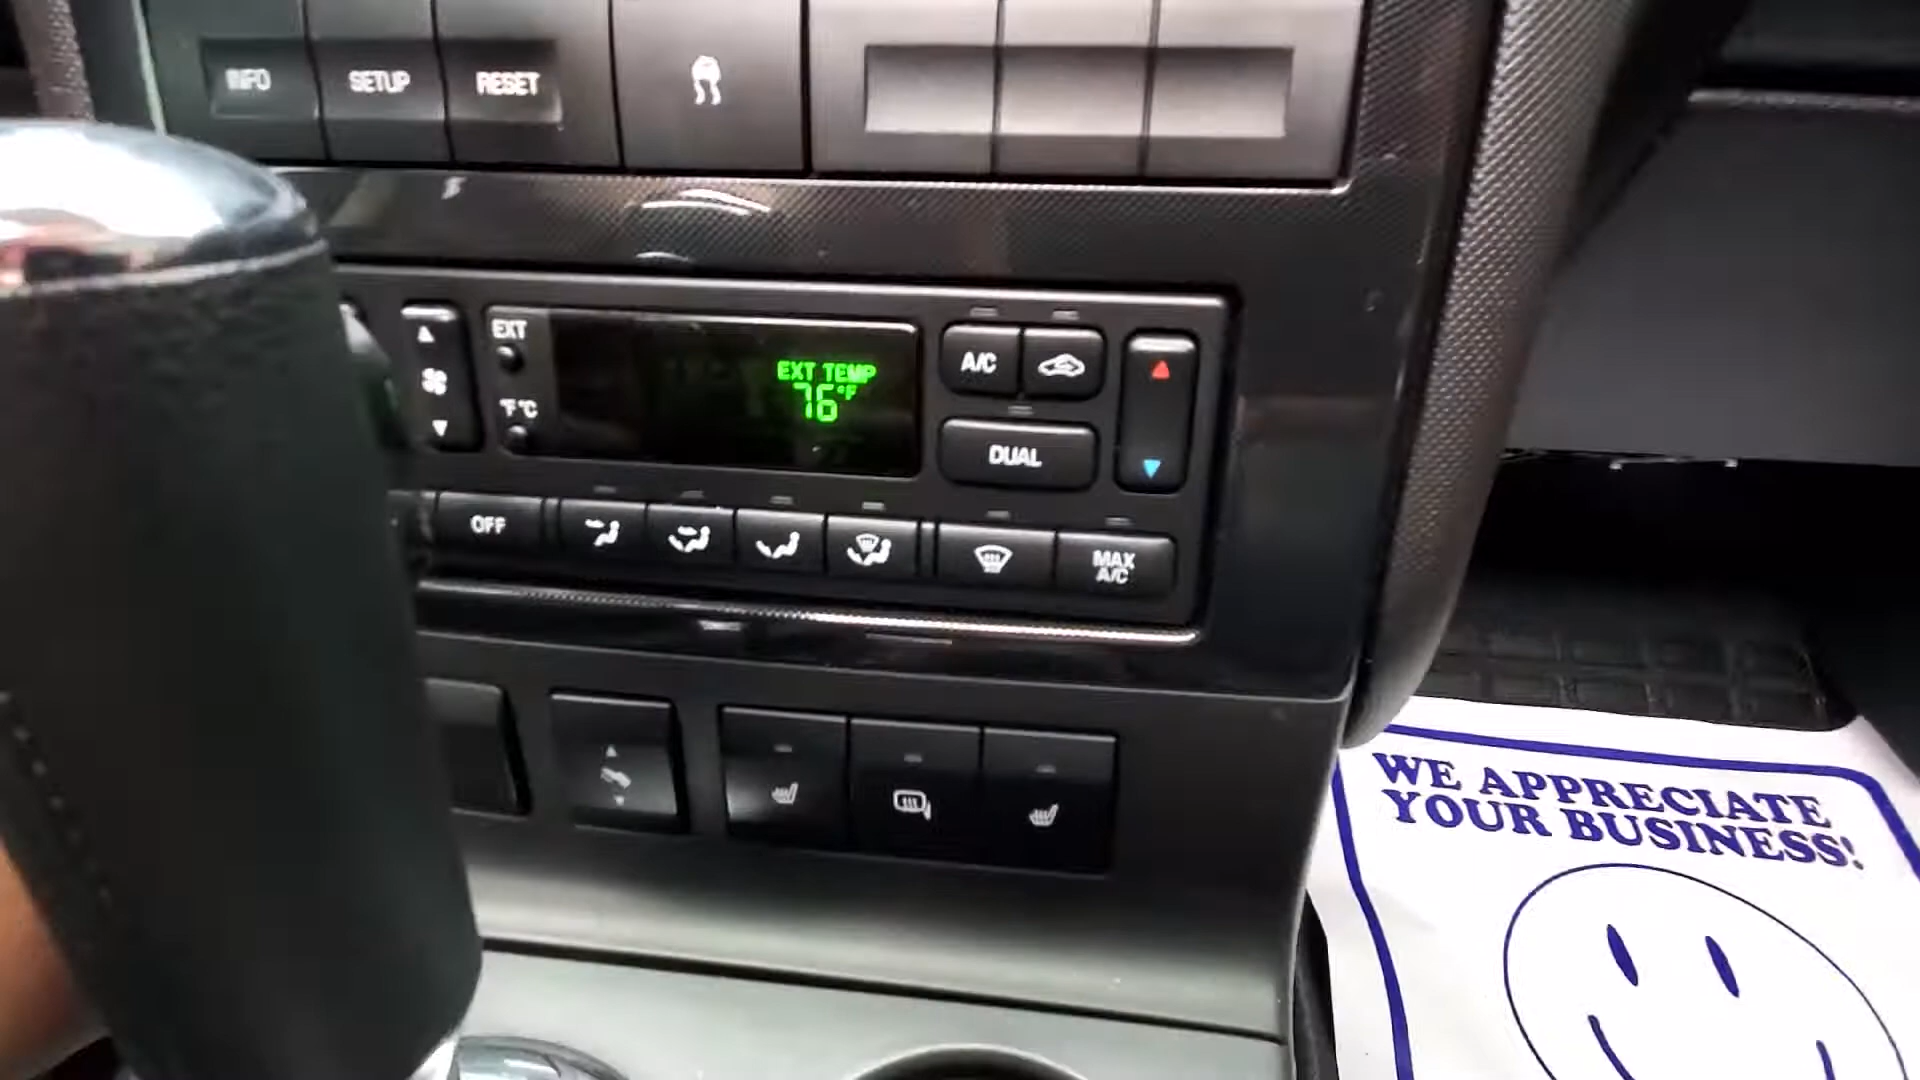 INFO SETUP RESET
EXT
EXT TEMP
76°F
°F°C
A/C
DUAL
OFF
MAX
A/C
WE APPRECIATE
YOUR BUSINESS!